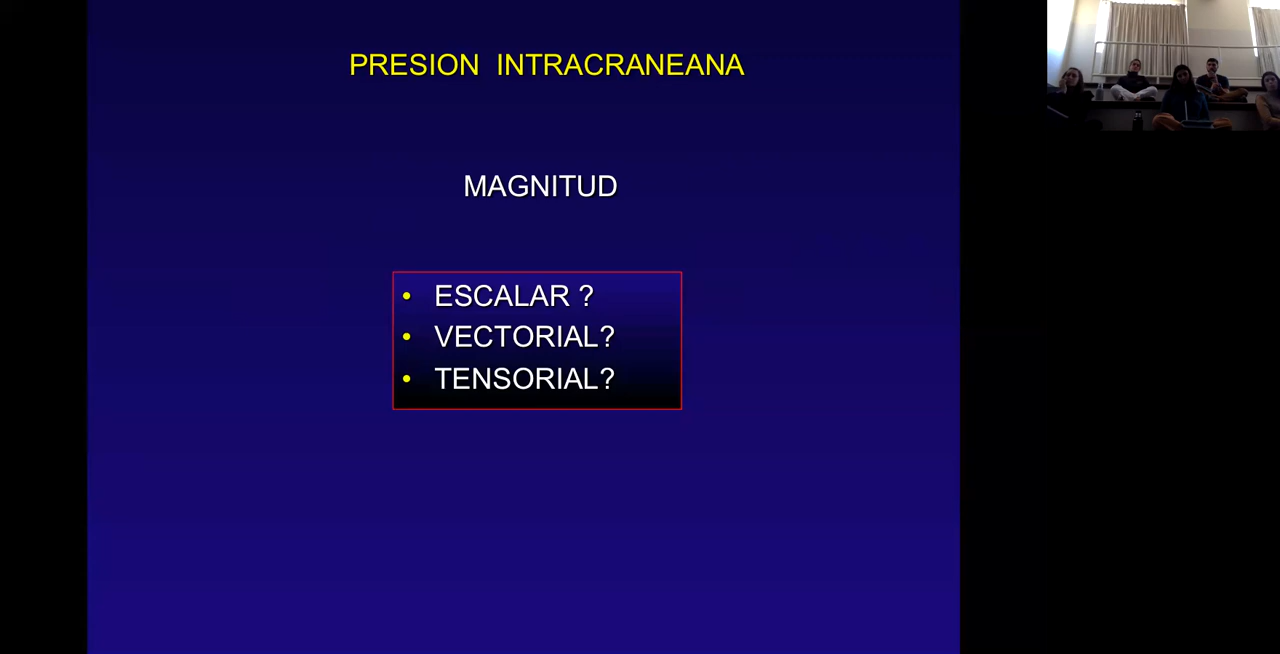 PRESION INTRACRANEANA
MAGNITUD
• ESCALAR ?
• VECTORIAL?
• TENSORIAL?